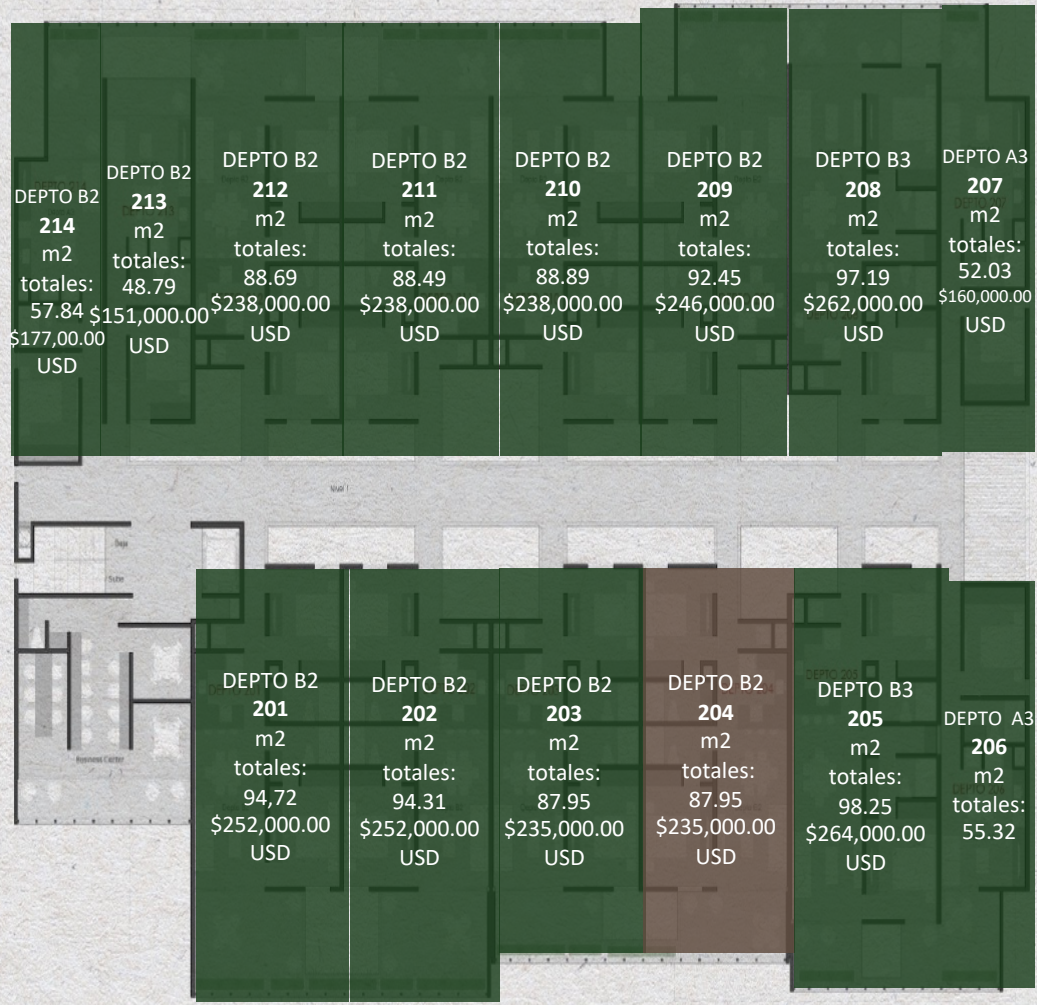 DEPTO B2
214
m2
totales:
57.84
$177,00.00
USD
DEPTO B2
213
m2
totales:
48.79
$151,000.00
USD
DEPTO B2
212
m2
totales:
88.69
$238,000.00
USD
DEPTO B2
211
m2
totales:
88.49
$238,000.00
USD
DEPTO B2
210
m2
totales:
88.89
$238,000.00
USD
DEPTO B2
209
m2
totales:
92.45
$246,000.00
USD
DEPTO B3
208
m2
totales:
97.19
$262,000.00
USD
DEPTO A3
207
m2
totales:
52.03
$160,000.00
USD
Sube
Business Center
DEPTO B2
201
m2
totales:
94,72
$252,000.00
USD
DEPTO B2
202
m2
totales:
94.31
$252,000.00
USD
DEPTO B2
203
m2
totales:
87.95
$235,000.00
USD
DEPTO B2
204
m2
totales:
87.95
$235,000.00
USD
DEPTO B3
205
m2
totales:
98.25
$264,000.00
USD
DEPTO A3
206
m2
totales:
55.32